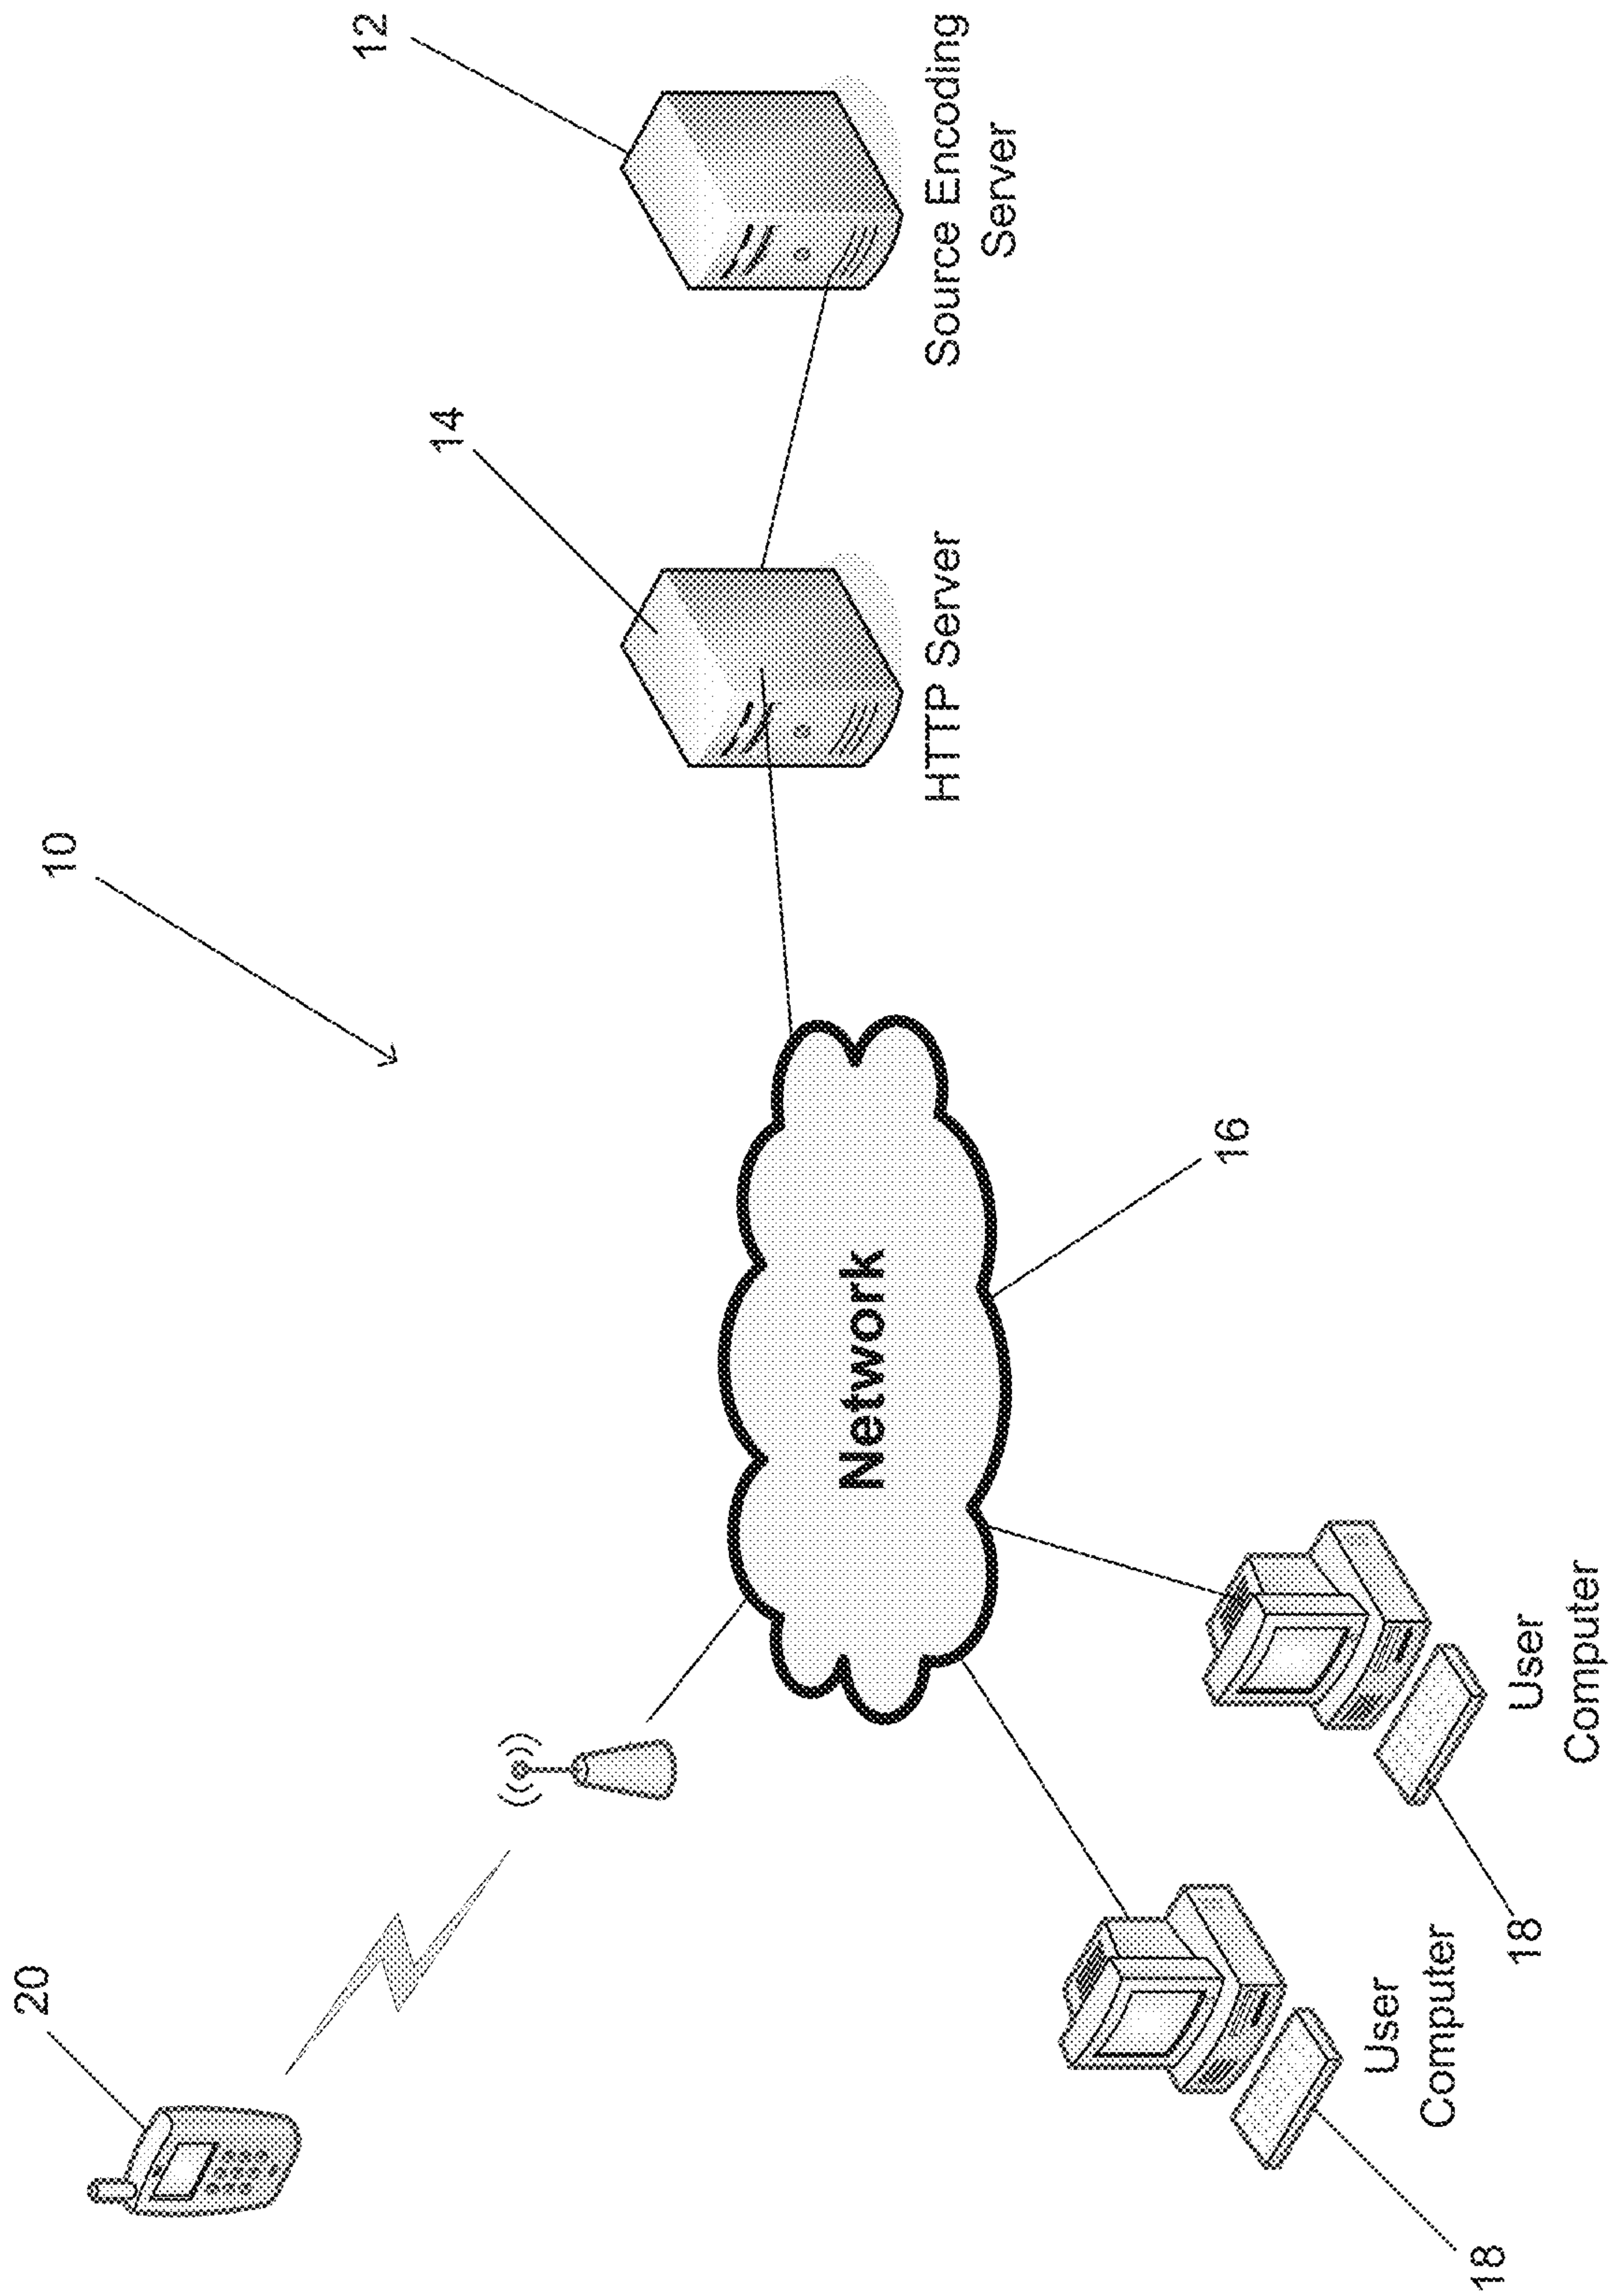 10
12
14
Source Encoding
Server
HTTP Server
Network
16
20
User
Computer
18
User
Computer
18